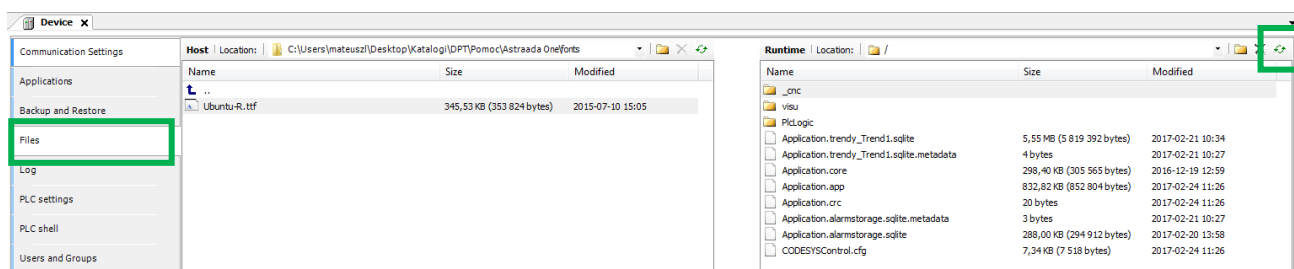 Device x
Communication Settings
Applications
Backup and Restore
Files
Log
PLC settings
PLC shell
Users and Groups
Host Location: C:\Users\mateuszl\Desktop\Katalogi\DPT\Pomoc\Astraada One\fonts
Name Size Modified
..
Ubuntu-R.ttf 345,53 KB (353 824 bytes) 2015-07-10 15:05
Runtime Location: /
Name Size Modified
_cnc
visu
PlcLogic
Application.trendy_Trend1.sqlite 5,55 MB (5 819 392 bytes) 2017-02-21 10:34
Application.trendy_Trend1.sqlite.metadata 4 bytes 2017-02-21 10:27
Application.core 298,40 KB (305 565 bytes) 2016-12-19 12:59
Application.app 832,82 KB (852 804 bytes) 2017-02-24 11:26
Application.crc 20 bytes 2017-02-24 11:26
Application.alarmstorage.sqlite.metadata 3 bytes 2017-02-21 10:27
Application.alarmstorage.sqlite 288,00 KB (294 912 bytes) 2017-02-20 13:58
CODESYSControl.cfg 7,34 KB (7 518 bytes) 2017-02-24 11:26